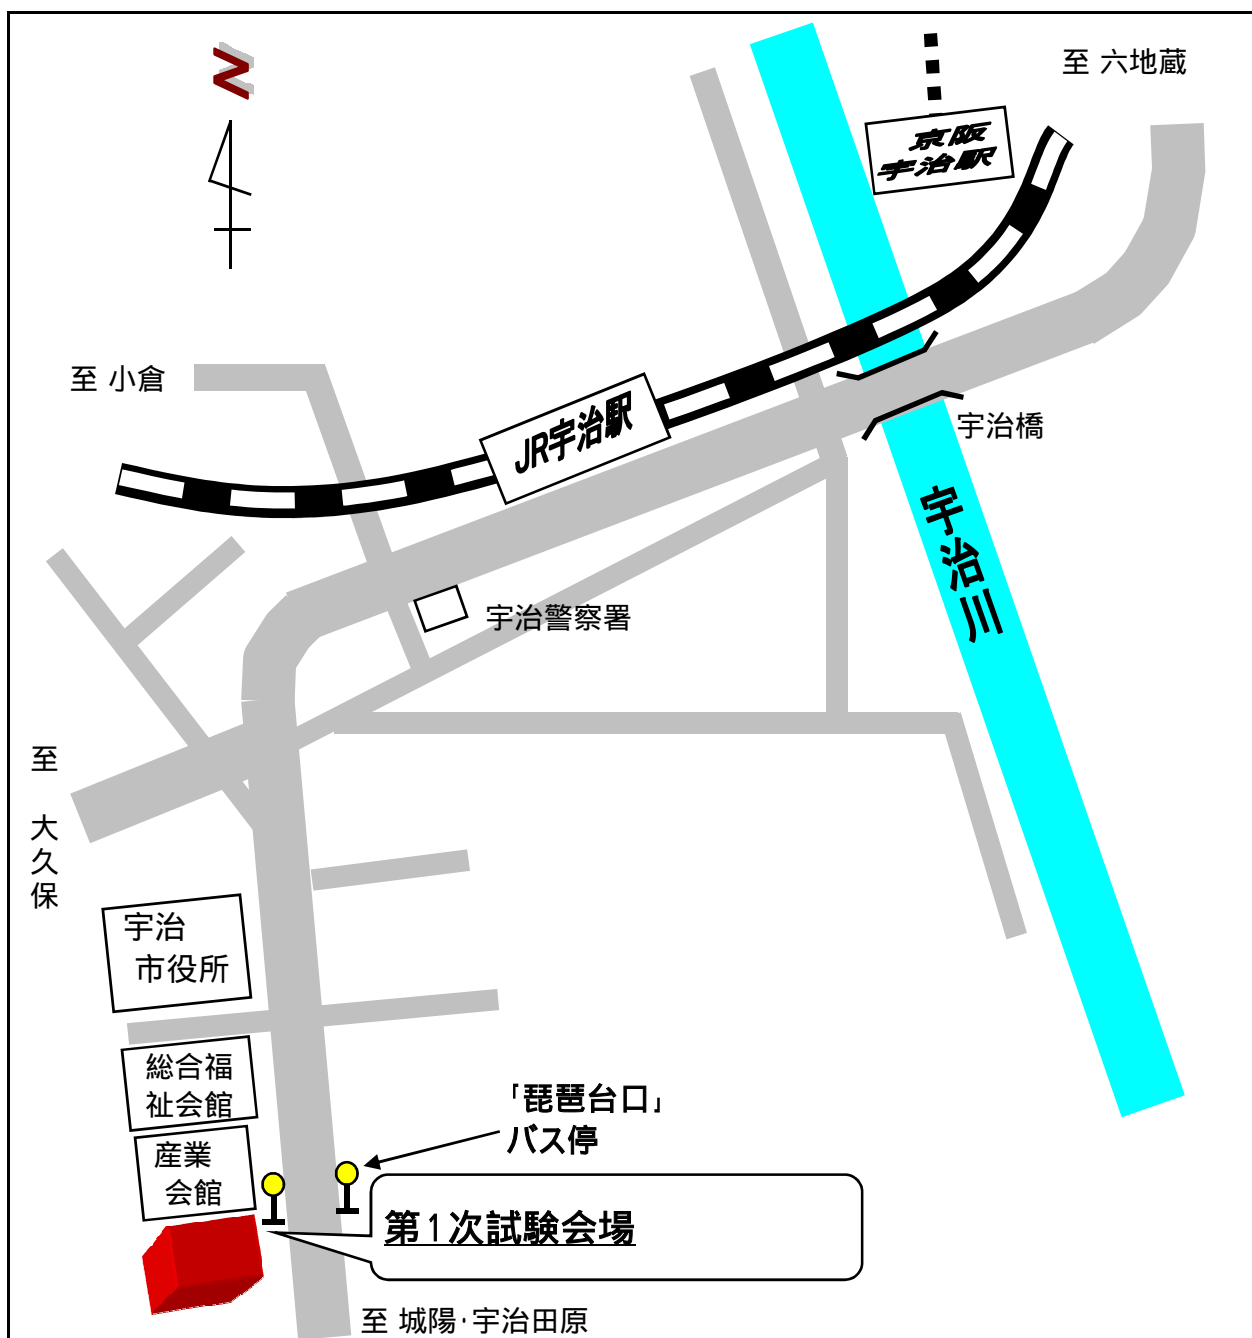 N
至 六地蔵
京阪
宇治駅
至 小倉
JR宇治駅
宇治橋
宇治川
宇治警察署
至 大久保
宇治
市役所
総合福
祉会館
「琵琶台口」
バス停
産業
会館
第1次試験会場
至 城陽･宇治田原